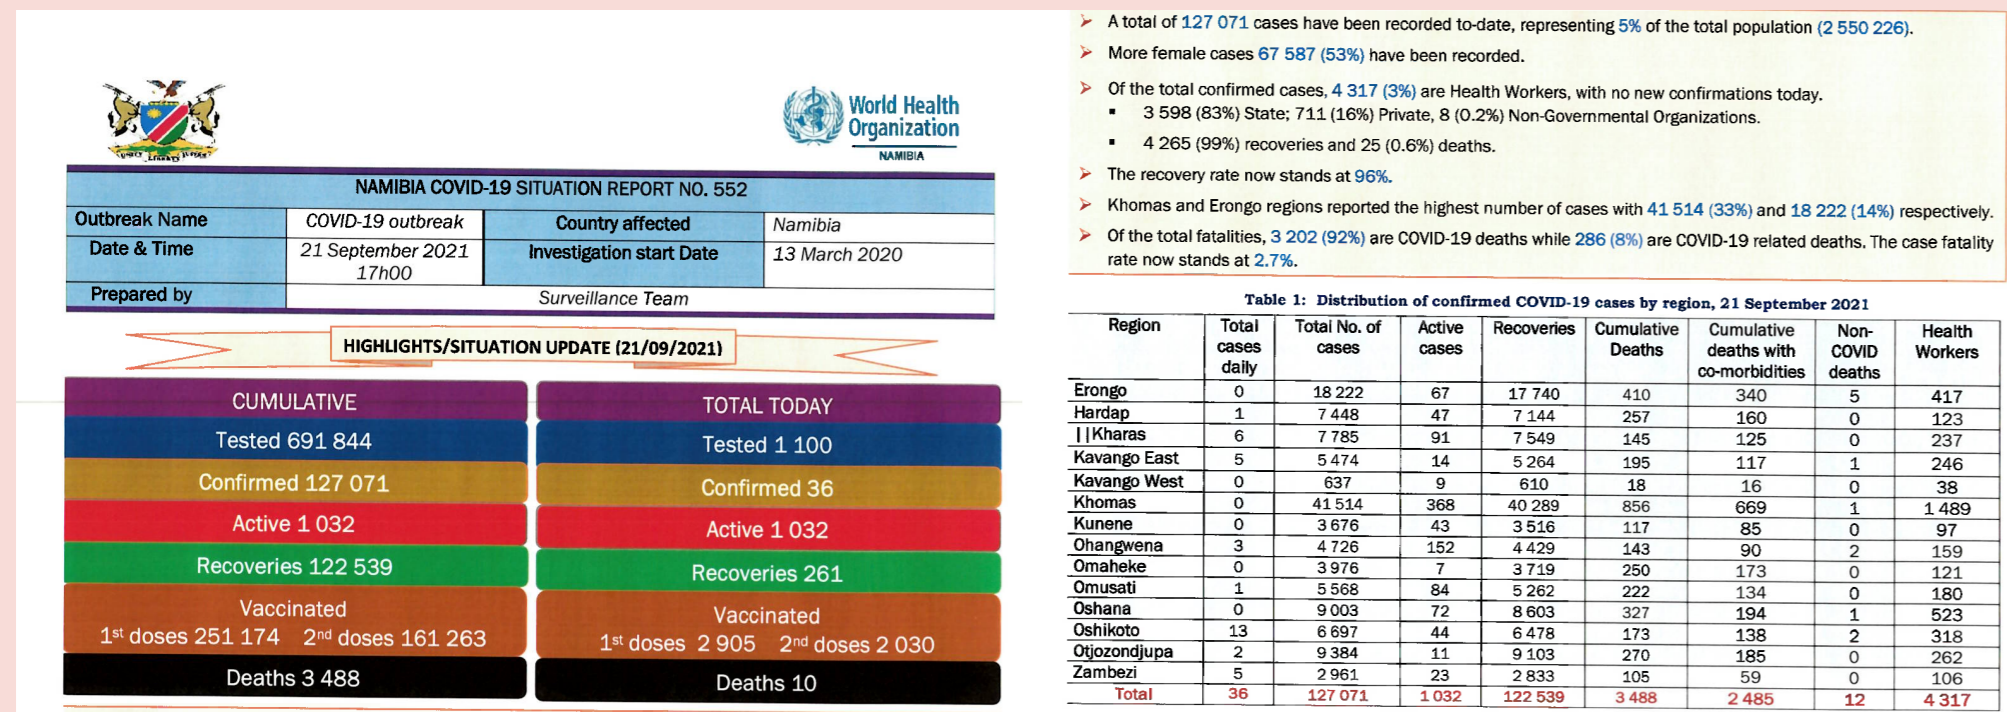 World Health
Organization
NAMIBIA
NAMIBIA COVID-19 SITUATION REPORT NO. 552
Outbreak Name COVID-19 outbreak Country affected Namibia
Date & Time 21 September 2021 Investigation start Date 13 March 2020
17h00
Prepared by Surveillance Team
HIGHLIGHTS/SITUATION UPDATE (21/09/2021)
CUMULATIVE
Tested 691 844
Confirmed 127 071
Active 1 032
Recoveries 122 539
Vaccinated
1st doses 251 174 2nd doses 161 263
Deaths 3 488
TOTAL TODAY
Tested 1 100
Confirmed 36
Active 1 032
Recoveries 261
Vaccinated
1st doses 2 905 2nd doses 2 030
Deaths 10
➢ A total of 127 071 cases have been recorded to-date, representing 5% of the total population (2 550 226).
➢ More female cases 67 587 (53%) have been recorded.
➢ Of the total confirmed cases, 4 317 (3%) are Health Workers, with no new confirmations today.
▪ 3 598 (83%) State; 711 (16%) Private, 8 (0.2%) Non-Governmental Organizations.
▪ 4 265 (99%) recoveries and 25 (0.6%) deaths.
➢ The recovery rate now stands at 96%.
➢ Khomas and Erongo regions reported the highest number of cases with 41 514 (33%) and 18 222 (14%) respectively.
➢ Of the total fatalities, 3 202 (92%) are COVID-19 deaths while 286 (8%) are COVID-19 related deaths. The case fatality
rate now stands at 2.7%.
Table 1: Distribution of confirmed COVID-19 cases by region, 21 September 2021
Region Total Total No. of Active Recoveries Cumulative Cumulative Non- Health
cases cases cases Deaths deaths with COVID Workers
daily co-morbidities deaths
Erongo 0 18 222 67 17 740 410 340 5 417
Hardap 1 7 448 47 7 144 257 160 0 123
||Kharas 6 7 785 91 7 549 145 125 0 237
Kavango East 5 5 474 14 5 264 195 117 1 246
Kavango West 0 637 9 610 18 16 0 38
Khomas 0 41 514 368 40 289 856 669 1 1 489
Kunene 0 3 676 43 3 516 117 85 0 97
Ohangwena 3 4 726 152 4 429 143 90 2 159
Omaheke 0 3 976 7 3 719 250 173 0 121
Omusati 1 5 568 84 5 262 222 134 0 180
Oshana 0 9 003 72 8 603 327 194 1 523
Oshikoto 13 6 697 44 6 478 173 138 2 318
Otjozondjupa 2 9 384 11 9 103 270 185 0 262
Zambezi 5 2 961 23 2 833 105 59 0 106
Total 36 127 071 1 032 122 539 3 488 2 485 12 4 317